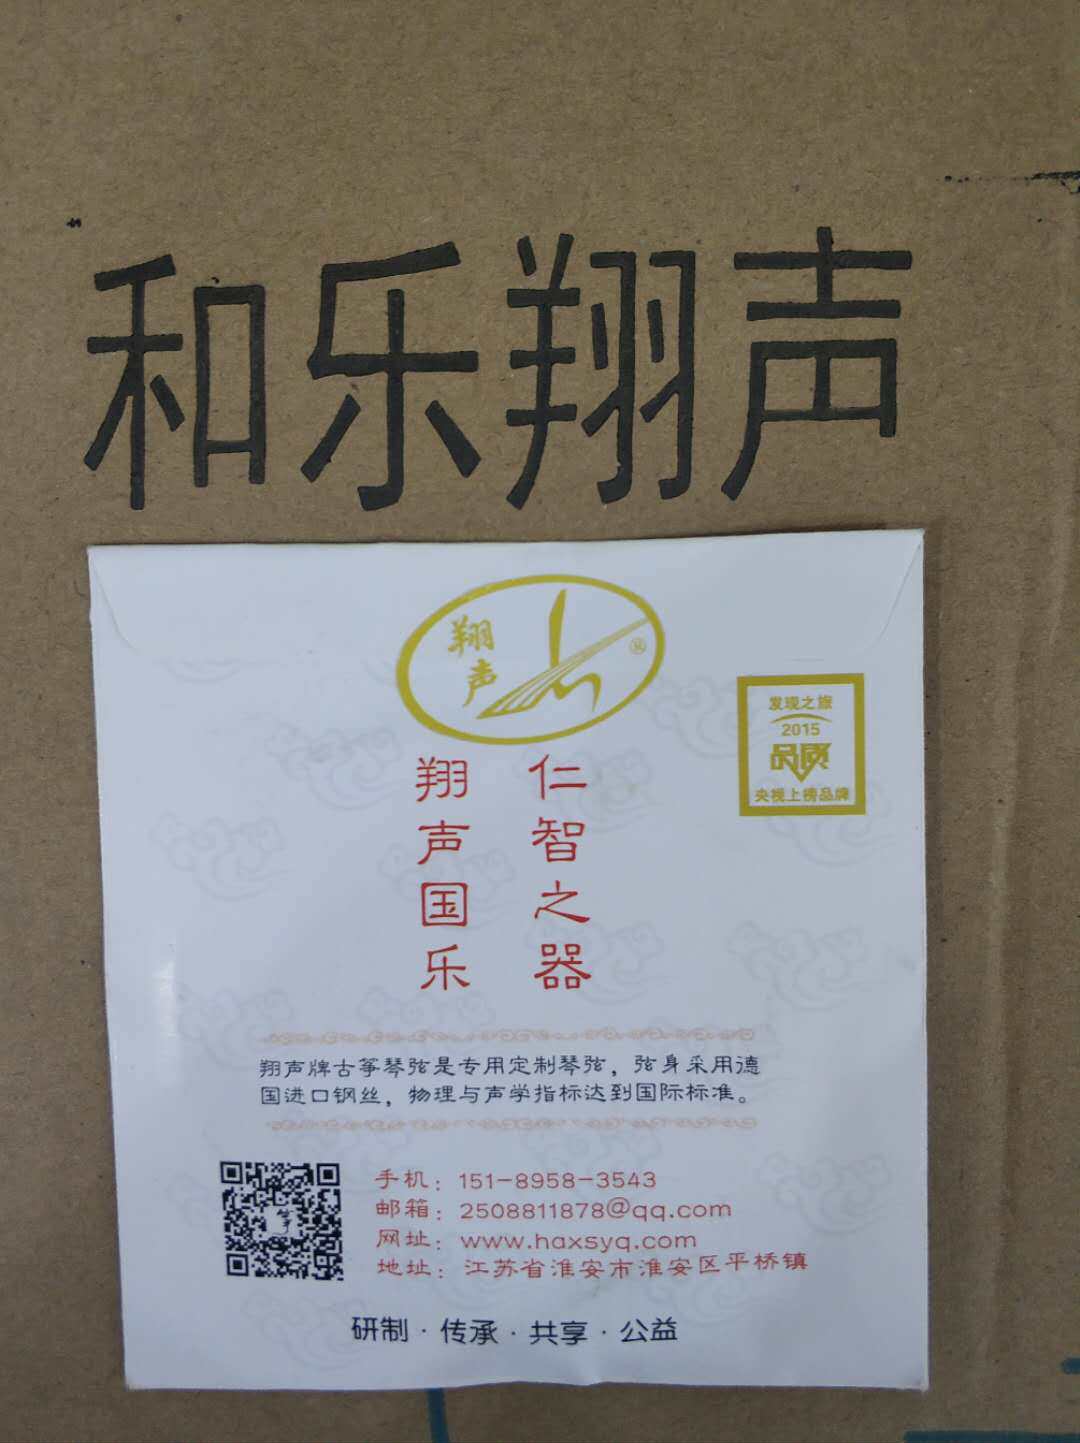 和乐翔声
翔声
®
发现之旅
2015
品质
央视上榜品牌
仁智之器
翔声国乐
翔声牌古筝琴弦是专用定制琴弦，弦身采用德
国进口钢丝，物理与声学指标达到国际标准。
手机：151-8958-3543
邮箱：2508811878@qq.com
网址：www.haxsyq.com
地址：江苏省淮安市淮安区平桥镇
研制·传承·共享·公益